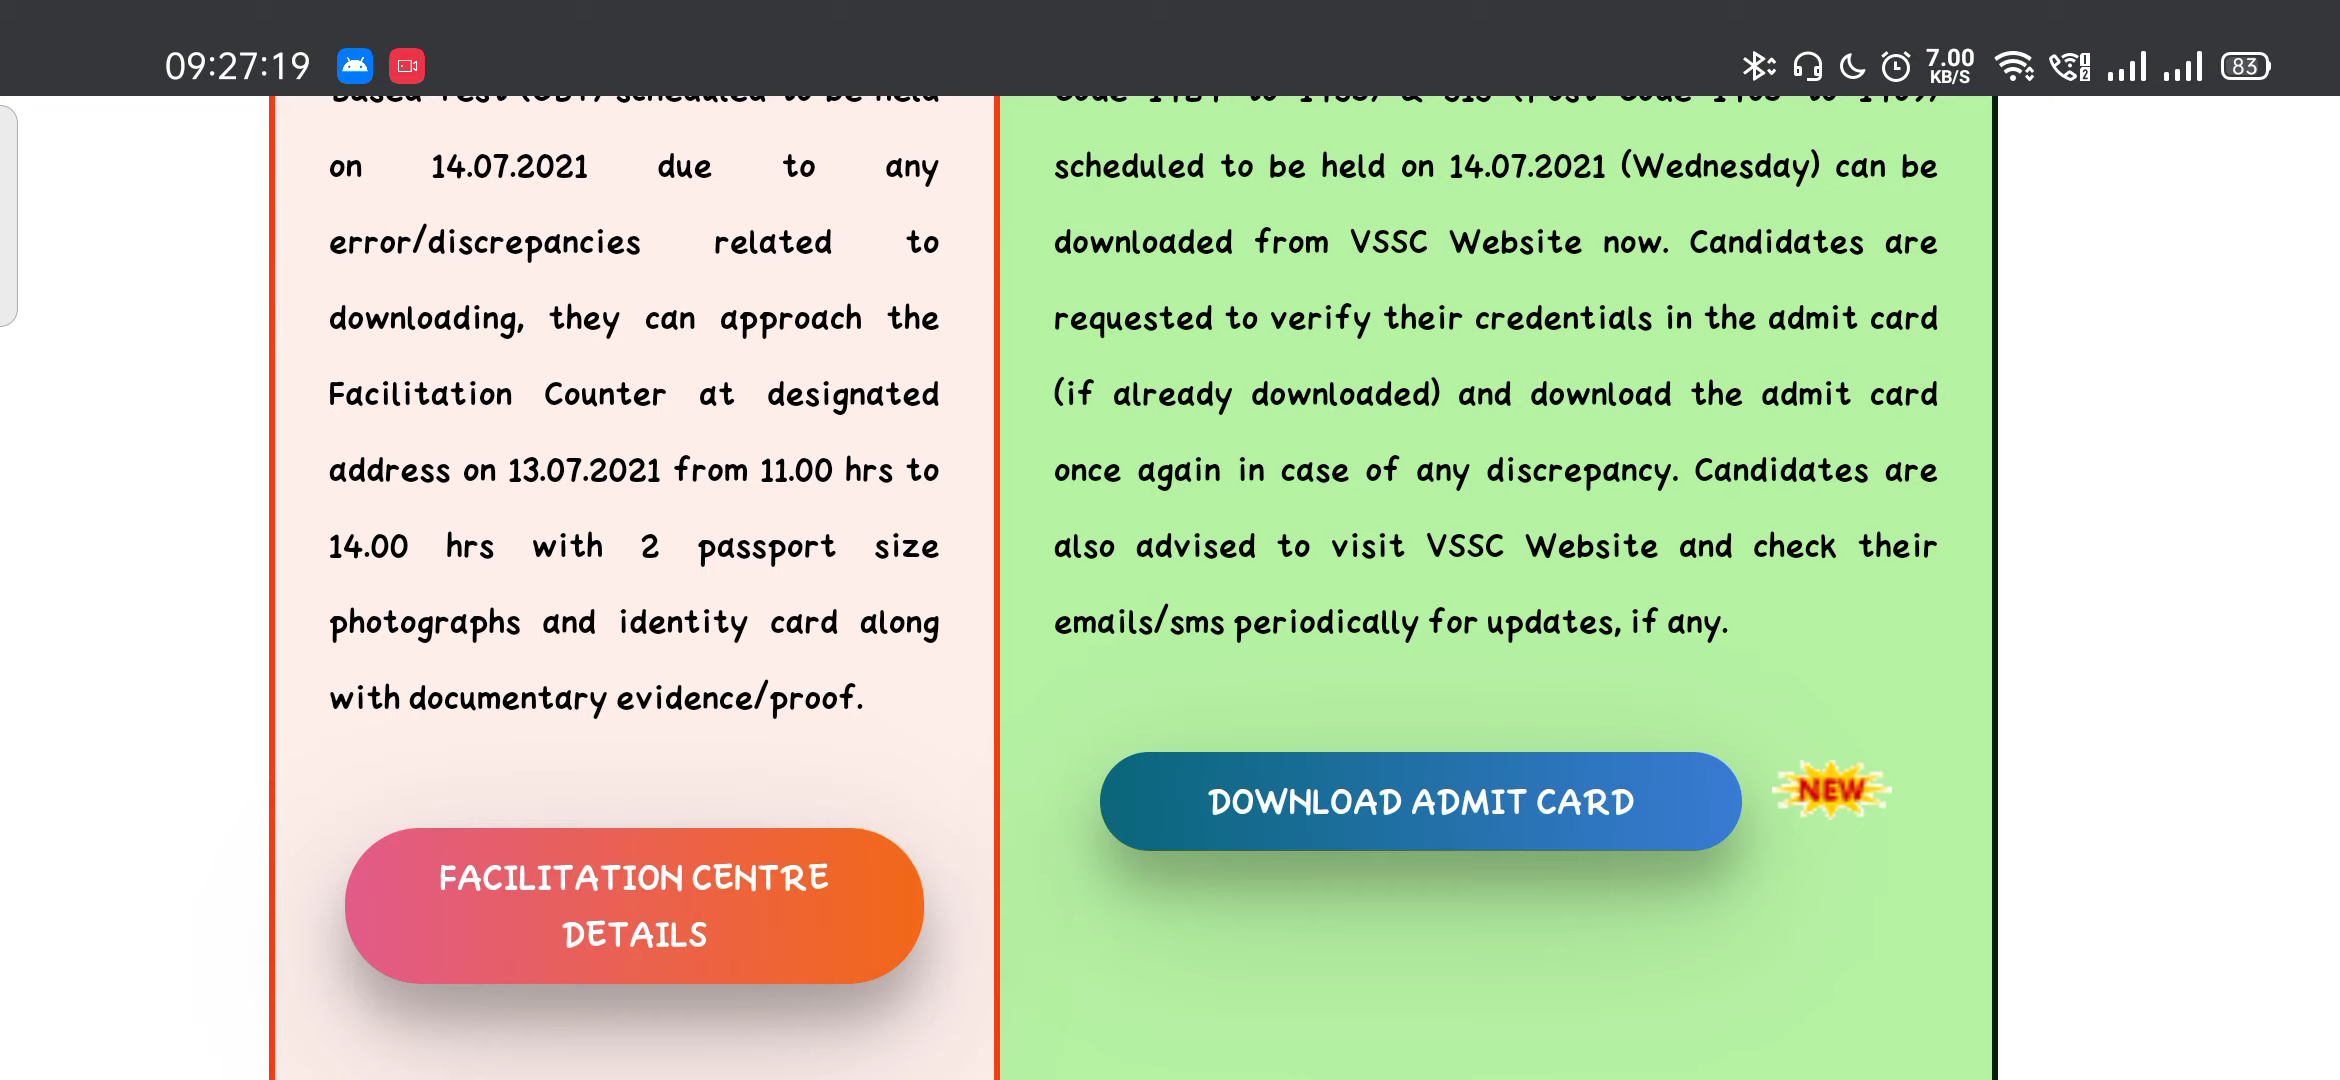 09:27:19
7.00
KB/S
83
on 14.07.2021 due to any
error/discrepancies related to
downloading, they can approach the
Facilitation Counter at designated
address on 13.07.2021 from 11.00 hrs to
14.00 hrs with 2 passport size
photographs and identity card along
with documentary evidence/proof.
FACILITATION CENTRE
DETAILS
scheduled to be held on 14.07.2021 (Wednesday) can be
downloaded from VSSC Website now. Candidates are
requested to verify their credentials in the admit card
(if already downloaded) and download the admit card
once again in case of any discrepancy. Candidates are
also advised to visit VSSC Website and check their
emails/sms periodically for updates, if any.
DOWNLOAD ADMIT CARD
NEW